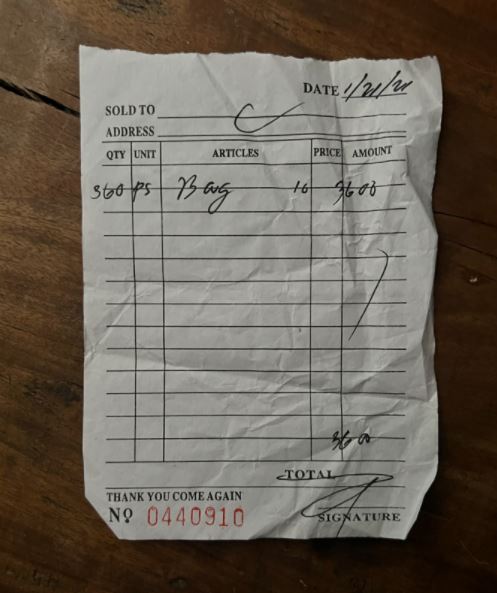 DATE 1/21/21
SOLD TO
ADDRESS
QTY UNIT ARTICLES PRICE AMOUNT
360 ps Bag 10 3600
3600
TOTAL
THANK YOU COME AGAIN
Nº 0440910
SIGNATURE